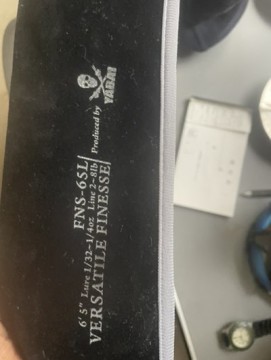 FNS-65L
6'5" Lure 1/32-1/4oz Line 2-8lb
VERSATILE FINESSE
Produced by YABAI